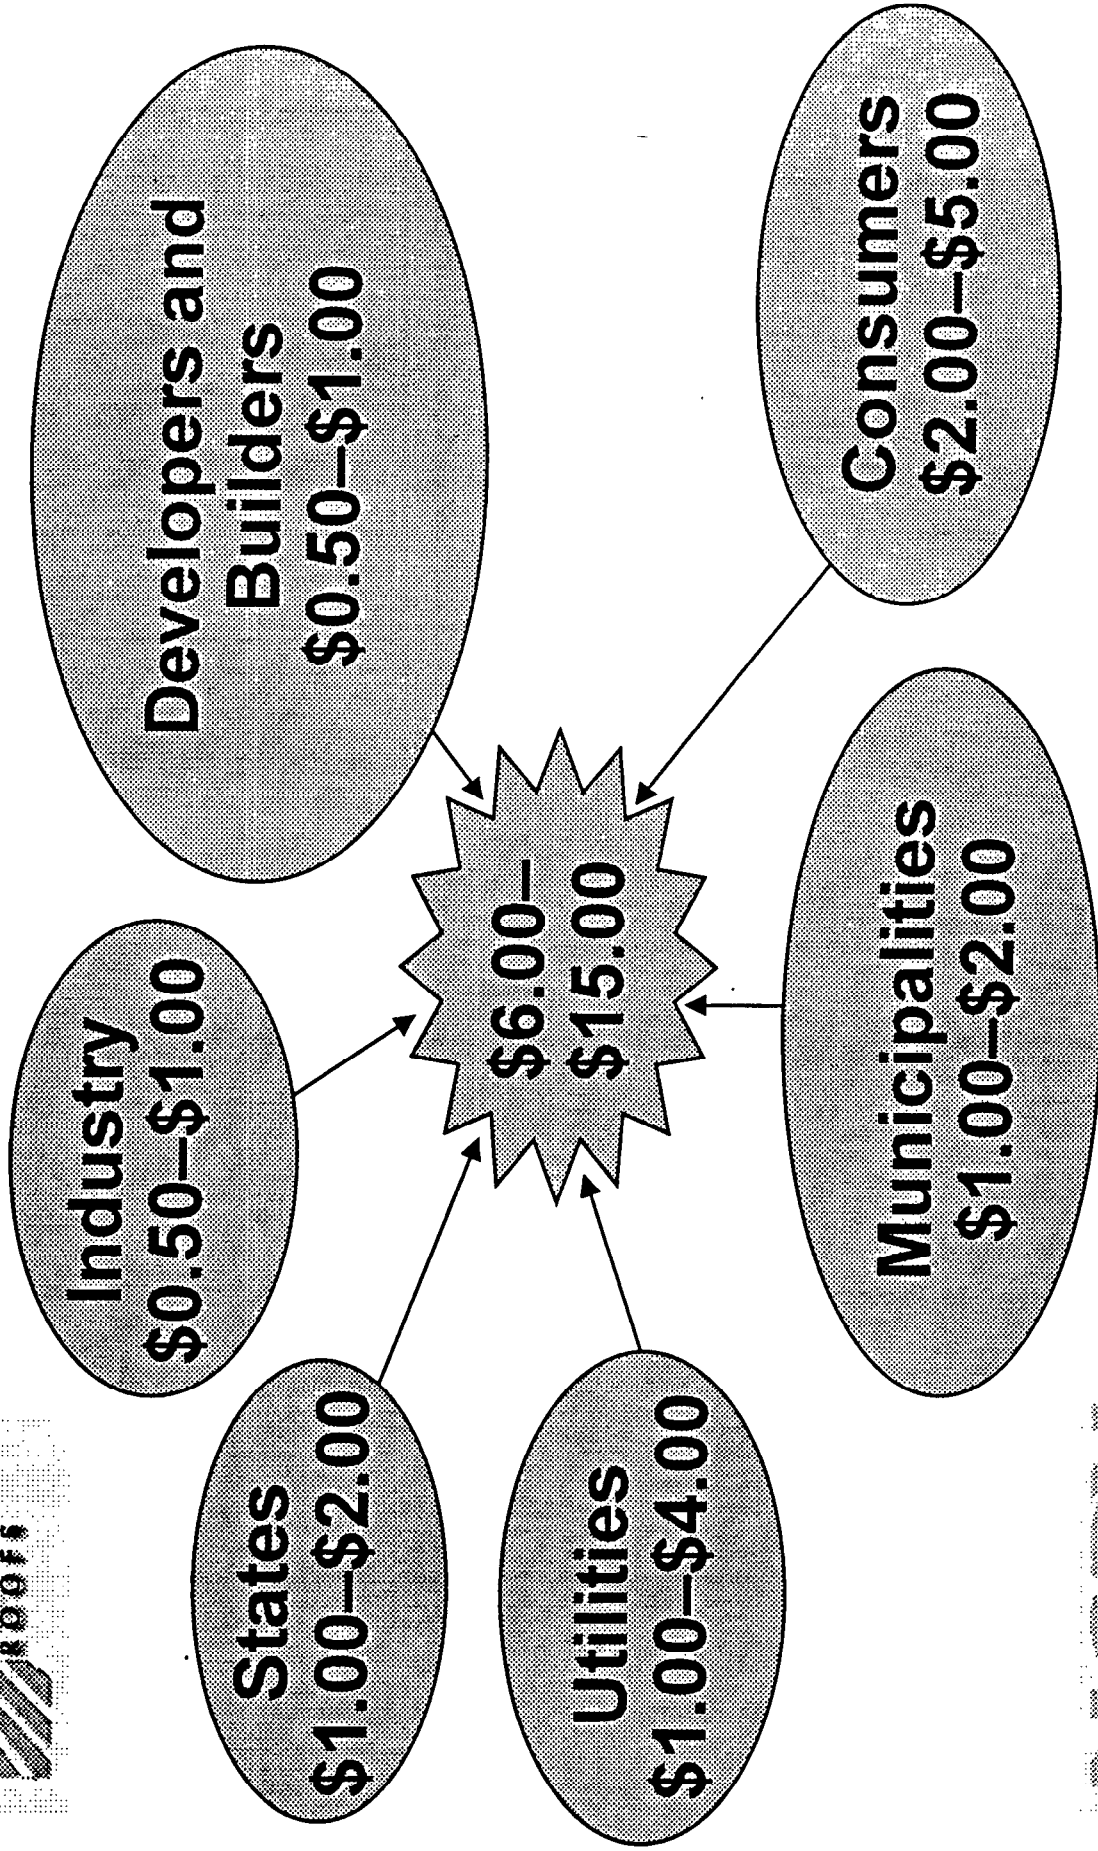 ROOFS
Industry
$0.50–$1.00
Developers and
Builders
$0.50–$1.00
States
$1.00–$2.00
$6.00–
$15.00
Utilities
$1.00–$4.00
Municipalities
$1.00–$2.00
Consumers
$2.00–$5.00